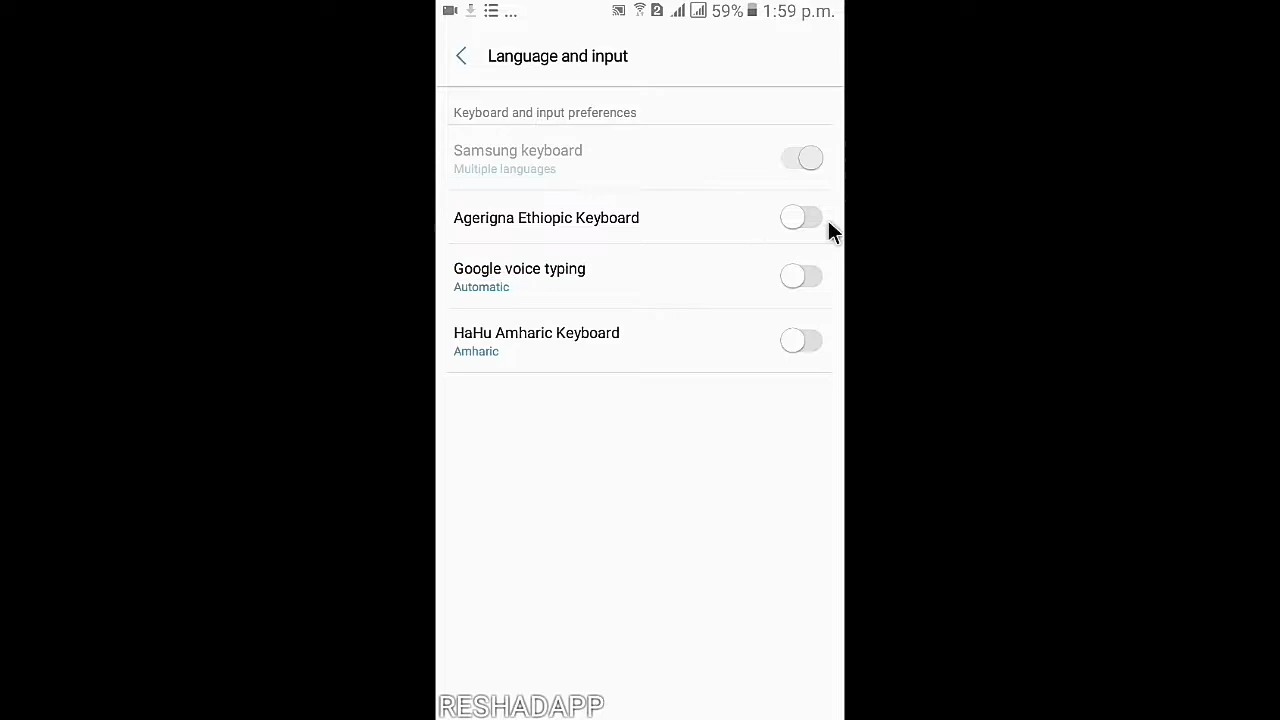 ... 2 59% 1:59 p.m.
Language and input
Keyboard and input preferences
Samsung keyboard
Multiple languages
Agerigna Ethiopic Keyboard
Google voice typing
Automatic
HaHu Amharic Keyboard
Amharic
RESHADAPP